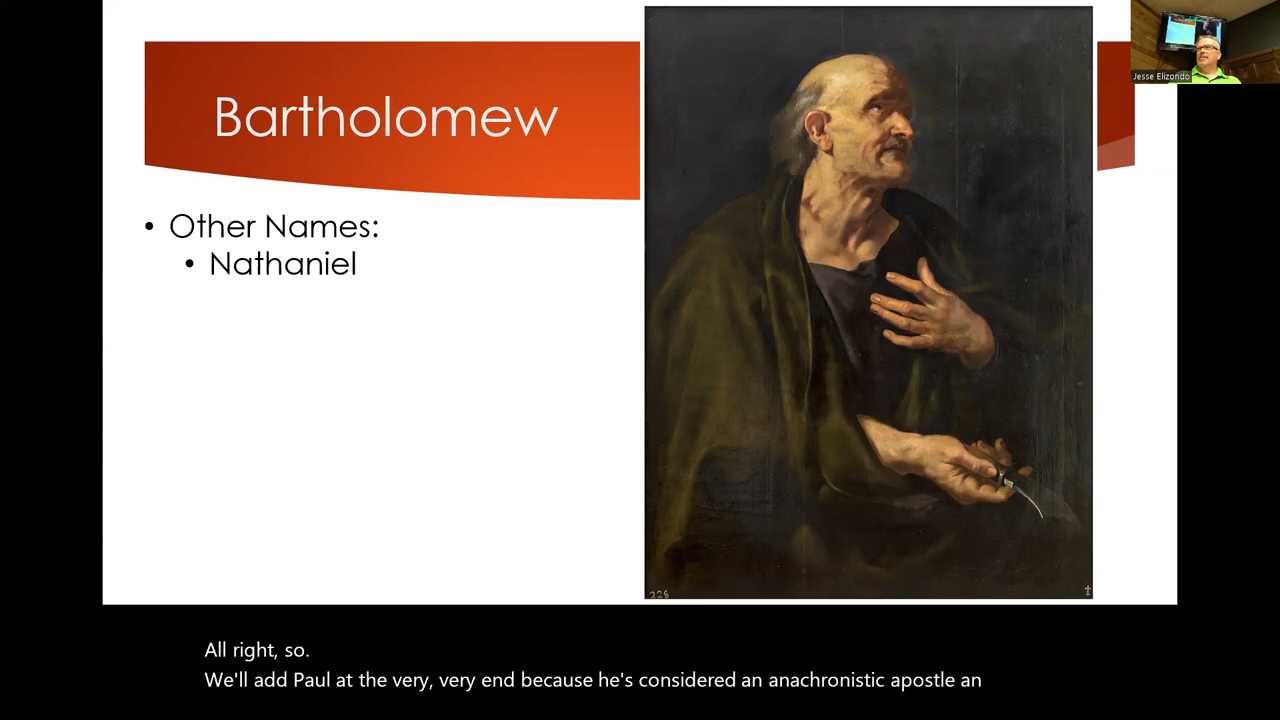 Bartholomew
Jesse Elizondo
• Other Names:
• Nathaniel
228
All right, so.
We'll add Paul at the very, very end because he's considered an anachronistic apostle an